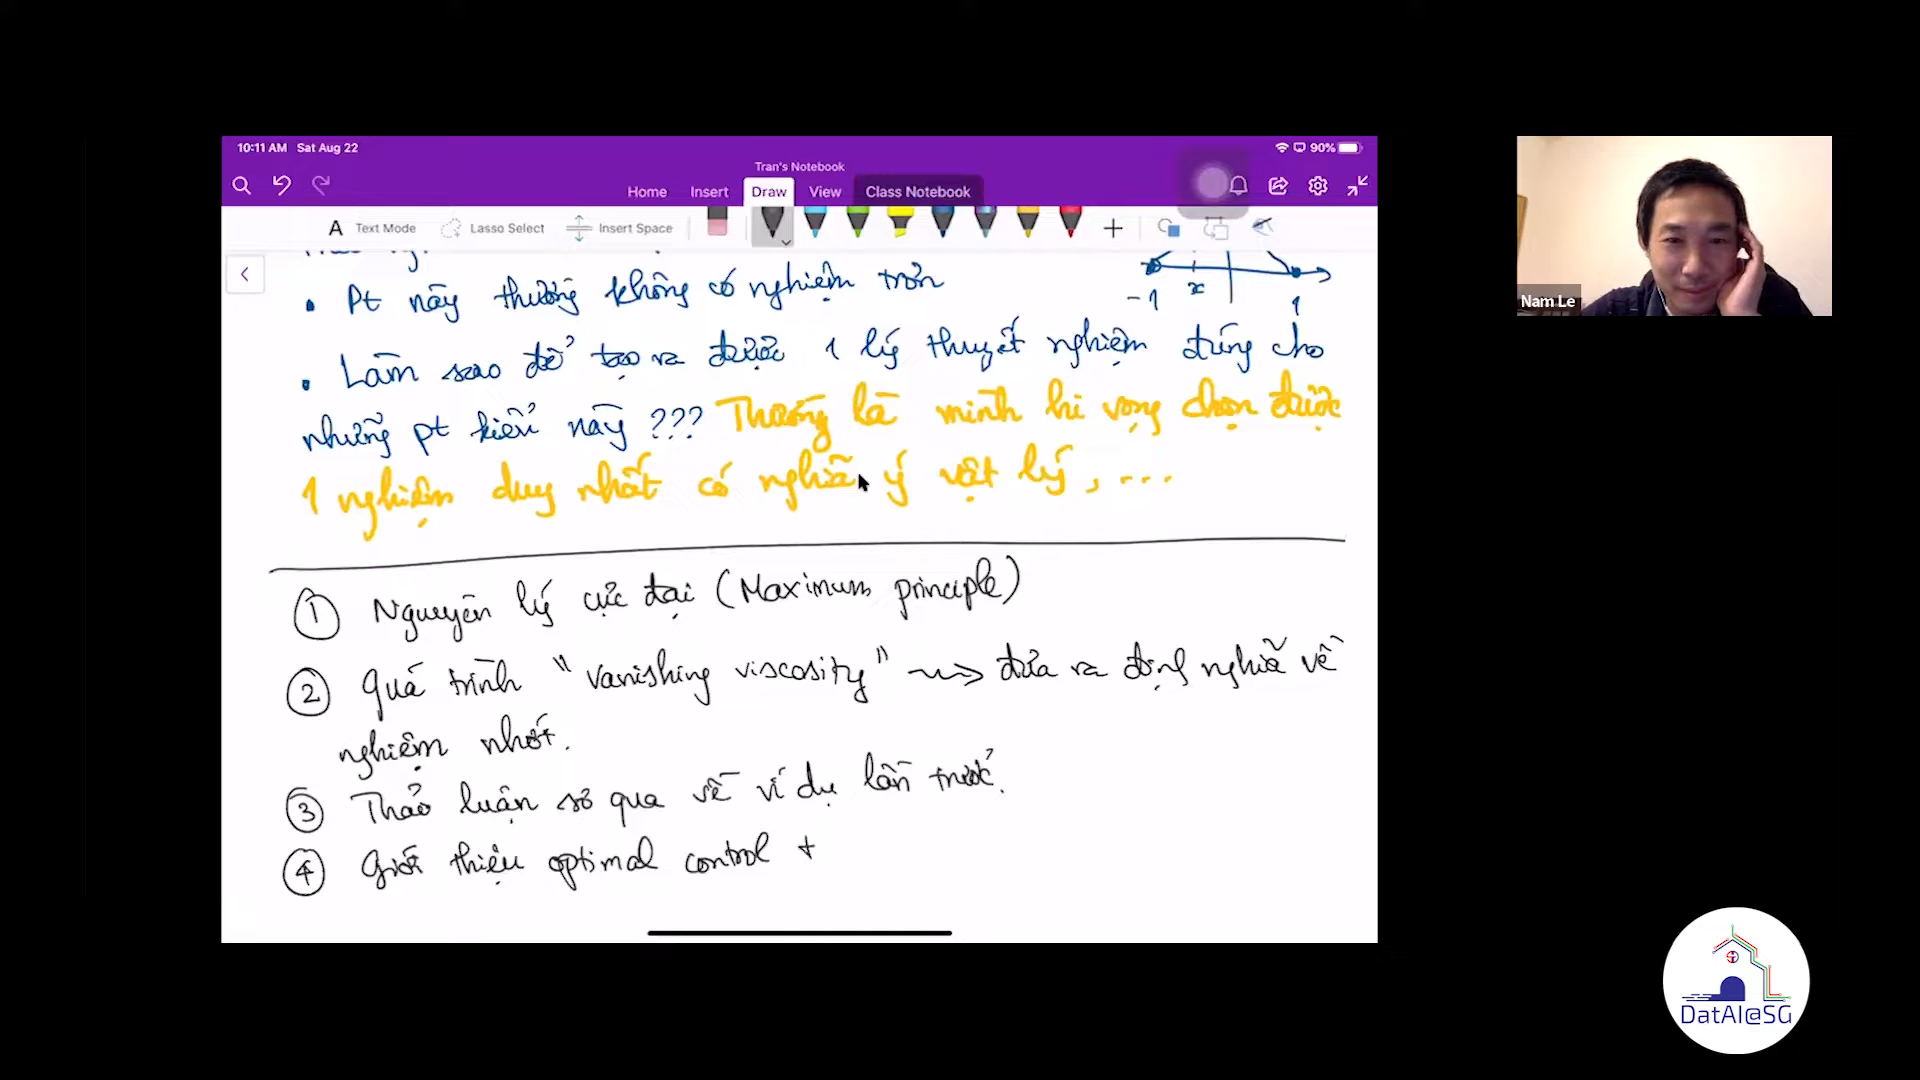 10:11 AM Sat Aug 22
90%
Tran's Notebook
Home Insert Draw View Class Notebook
A Text Mode Lasso Select Insert Space
• Pt này thường không có nghiệm trơn
-1 x 1
• Làm sao để tạo ra được 1 lý thuyết nghiệm đúng cho
những pt kiểu này ??? Thường là mình hi vọng chọn được
1 nghiệm duy nhất có nghĩa ý vật lý, ...
① Nguyên lý cực đại (Maximum principle)
② Quá trình "vanishing viscosity" ⇝ đưa ra định nghĩa về
nghiệm nhớt.
③ Thảo luận sơ qua về ví dụ lần trước.
④ Giới thiệu optimal control +
Nam Le
DatAI@SG